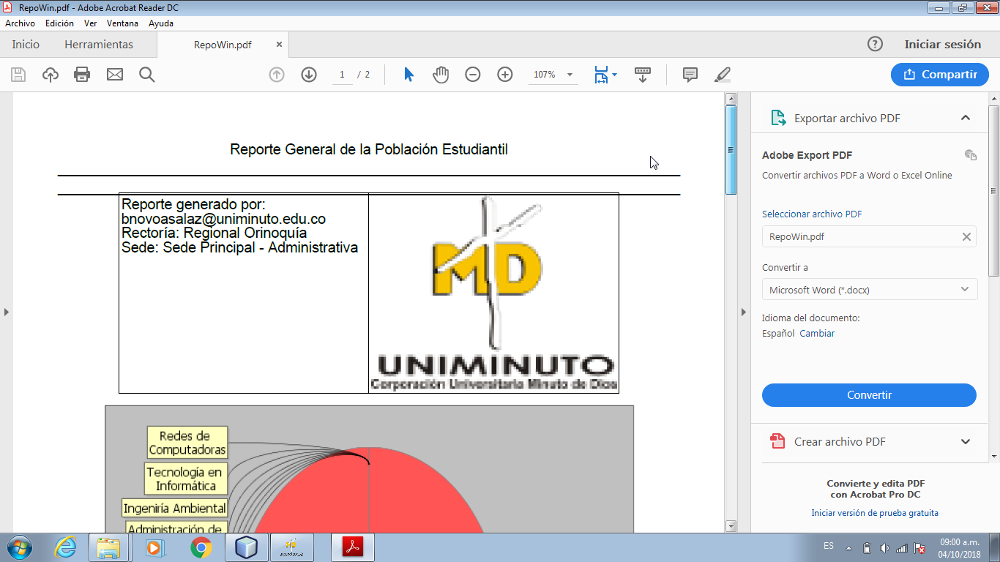 RepoWin.pdf - Adobe Acrobat Reader DC
Archivo Edición Ver Ventana Ayuda
Inicio Herramientas RepoWin.pdf × ? Iniciar sesión
1 / 2 107% Compartir
Reporte General de la Población Estudiantil
Reporte generado por:
bnovoasalaz@uniminuto.edu.co
Rectoría: Regional Orinoquía
Sede: Sede Principal - Administrativa
MD
UNIMINUTO
Corporación Universitaria Minuto de Dios
Redes de
Computadoras
Tecnología en
Informática
Ingeniría Ambiental
Administración de
Exportar archivo PDF
Adobe Export PDF
Convertir archivos PDF a Word o Excel Online
Seleccionar archivo PDF
RepoWin.pdf
Convertir a
Microsoft Word (*.docx)
Idioma del documento:
Español Cambiar
Convertir
Crear archivo PDF
Convierte y edita PDF
con Acrobat Pro DC
Iniciar versión de prueba gratuita
ES
09:00 a.m.
04/10/2018